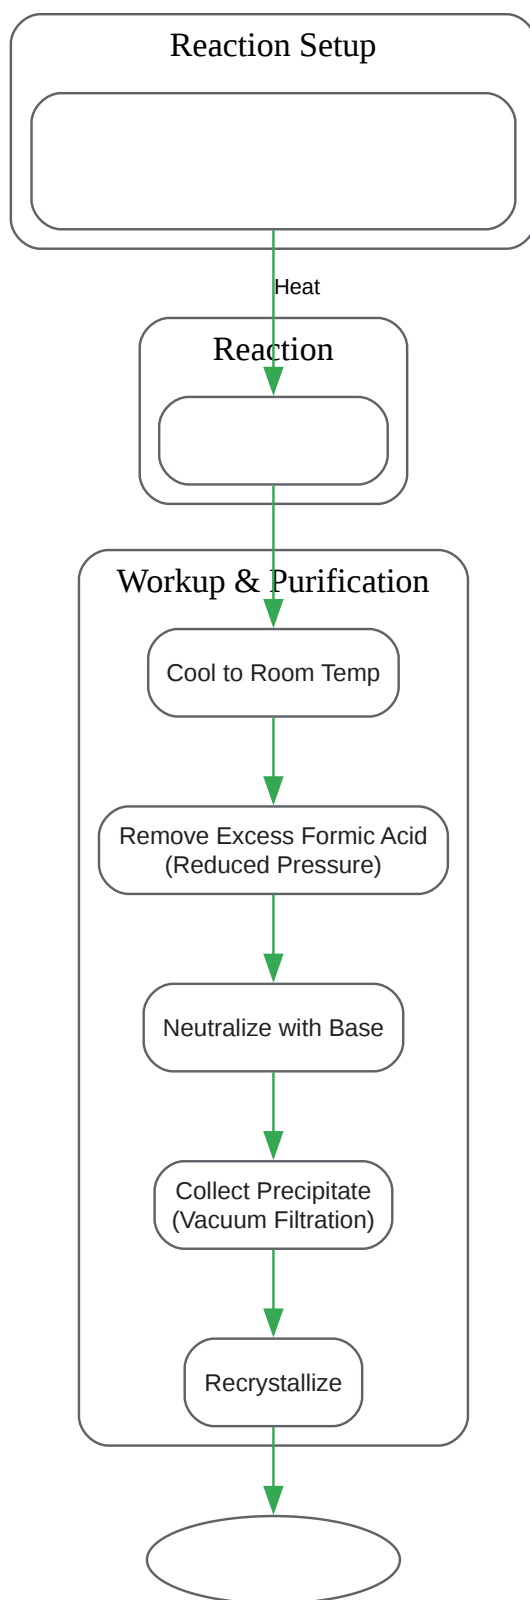 Reaction Setup
Heat
Reaction
Workup & Purification
Cool to Room Temp
Remove Excess Formic Acid
(Reduced Pressure)
Neutralize with Base
Collect Precipitate
(Vacuum Filtration)
Recrystallize